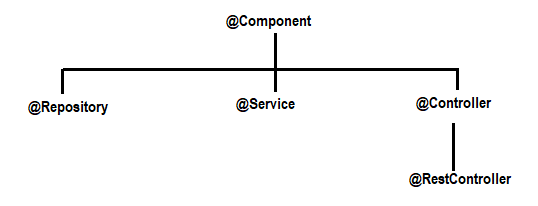 @Component
@Repository
@Service
@Controller
@RestController